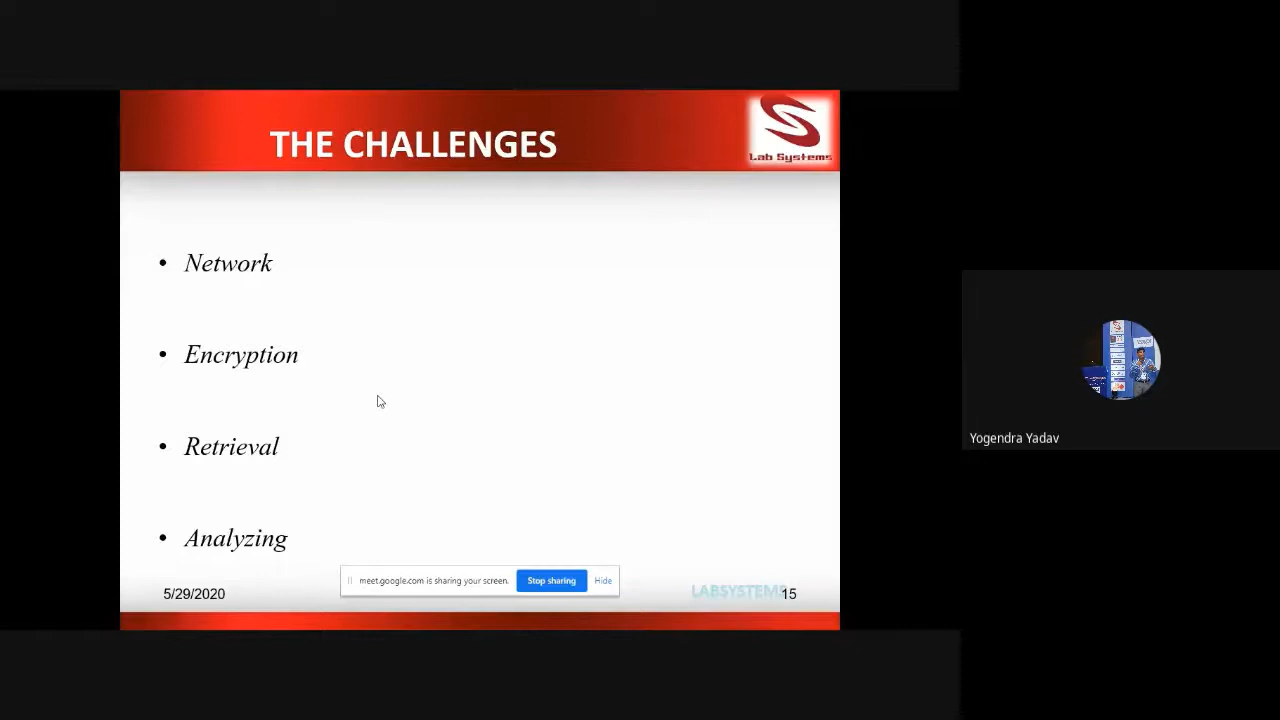 THE CHALLENGES
Lab Systems
• Network
• Encryption
• Retrieval
• Analyzing
meet.google.com is sharing your screen. Stop sharing Hide
5/29/2020
LABSYSTEMS
15
Yogendra Yadav